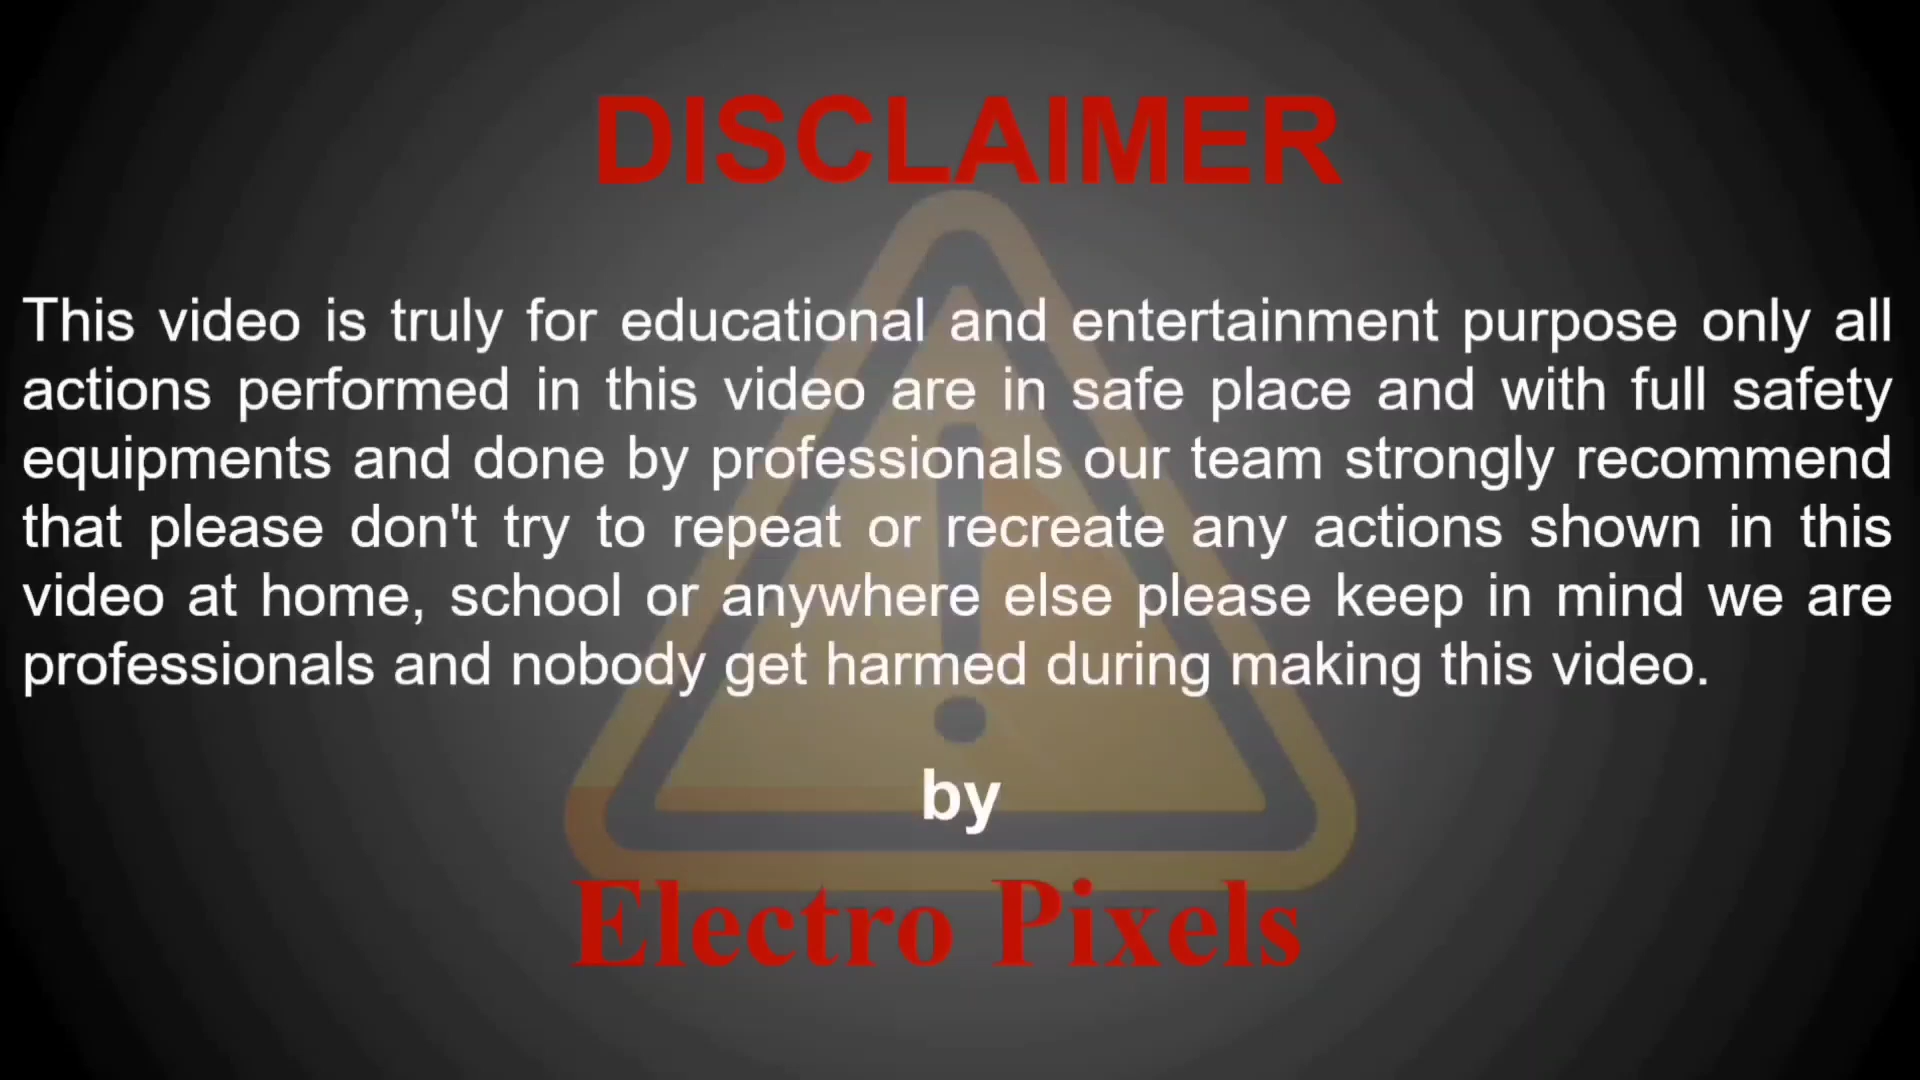 DISCLAIMER
This video is truly for educational and entertainment purpose only all
actions performed in this video are in safe place and with full safety
equipments and done by professionals our team strongly recommend
that please don't try to repeat or recreate any actions shown in this
video at home, school or anywhere else please keep in mind we are
professionals and nobody get harmed during making this video.
by
Electro Pixels